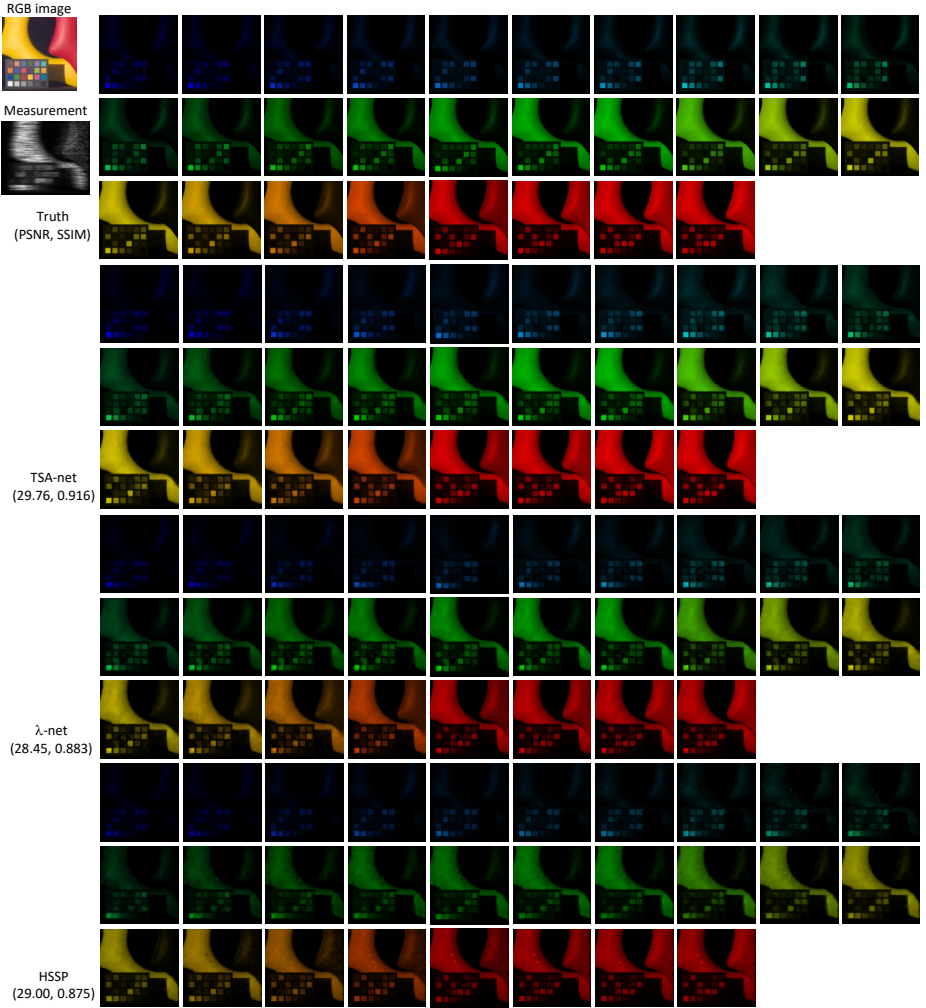 RGB image
Measurement
Truth
(PSNR, SSIM)
TSA-net
(29.76, 0.916)
λ-net
(28.45, 0.883)
HSSP
(29.00, 0.875)